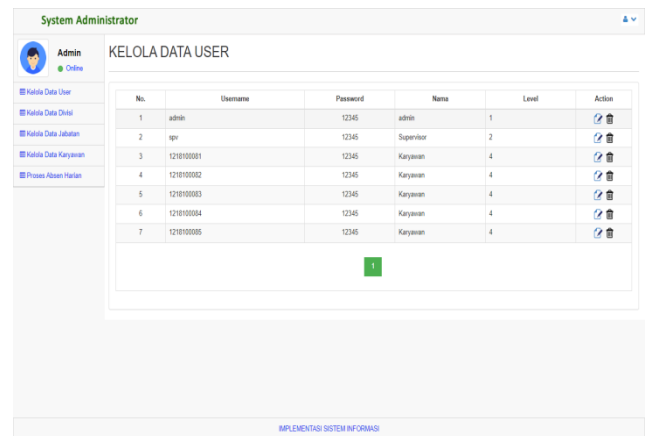 System Administrator
Admin
Online
Kelola Data User
Kelola Data Divisi
Kelola Data Jabatan
Kelola Data Karyawan
Proses Absen Harian
KELOLA DATA USER
No. Username Password Nama Level Action
1 admin 12345 admin 1
2 spv 12345 Supervisor 2
3 1218100081 12345 Karyawan 4
4 1218100082 12345 Karyawan 4
5 1218100083 12345 Karyawan 4
6 1218100084 12345 Karyawan 4
7 1218100085 12345 Karyawan 4
1
IMPLEMENTASI SISTEM INFORMASI